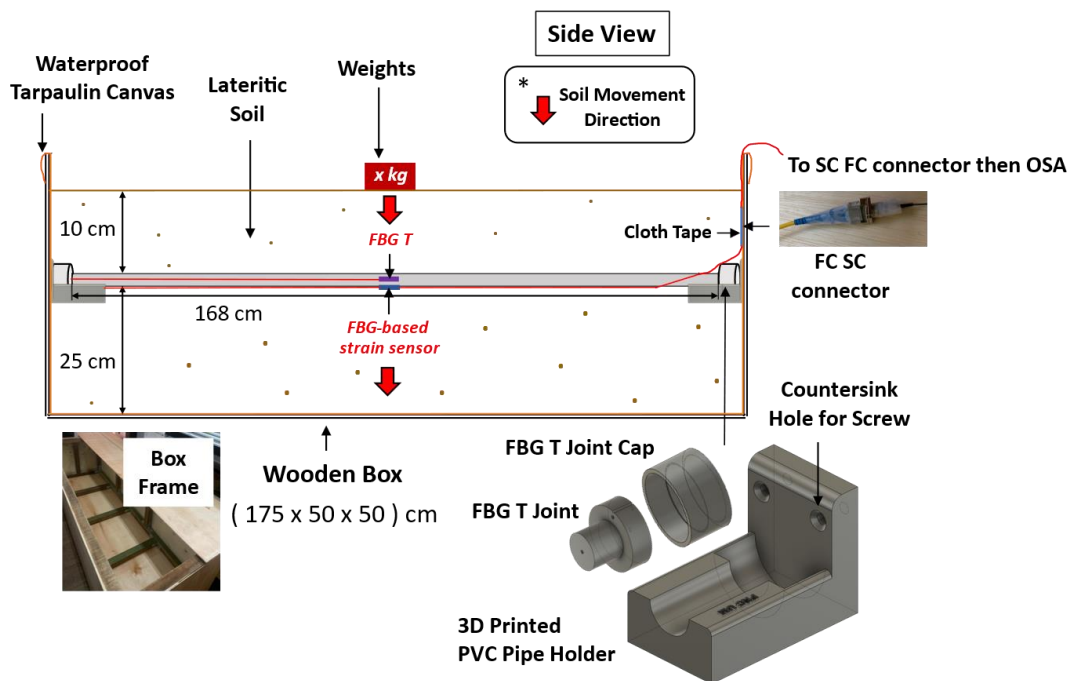 Side View
Waterproof
Tarpaulin Canvas
Lateritic
Soil
Weights
*
Soil Movement
Direction
x kg
To SC FC connector then OSA
10 cm
FBG T
Cloth Tape
FC SC
connector
168 cm
FBG-based
strain sensor
25 cm
Countersink
Hole for Screw
Box
Frame
Wooden Box
( 175 x 50 x 50 ) cm
FBG T Joint Cap
FBG T Joint
3D Printed
PVC Pipe Holder